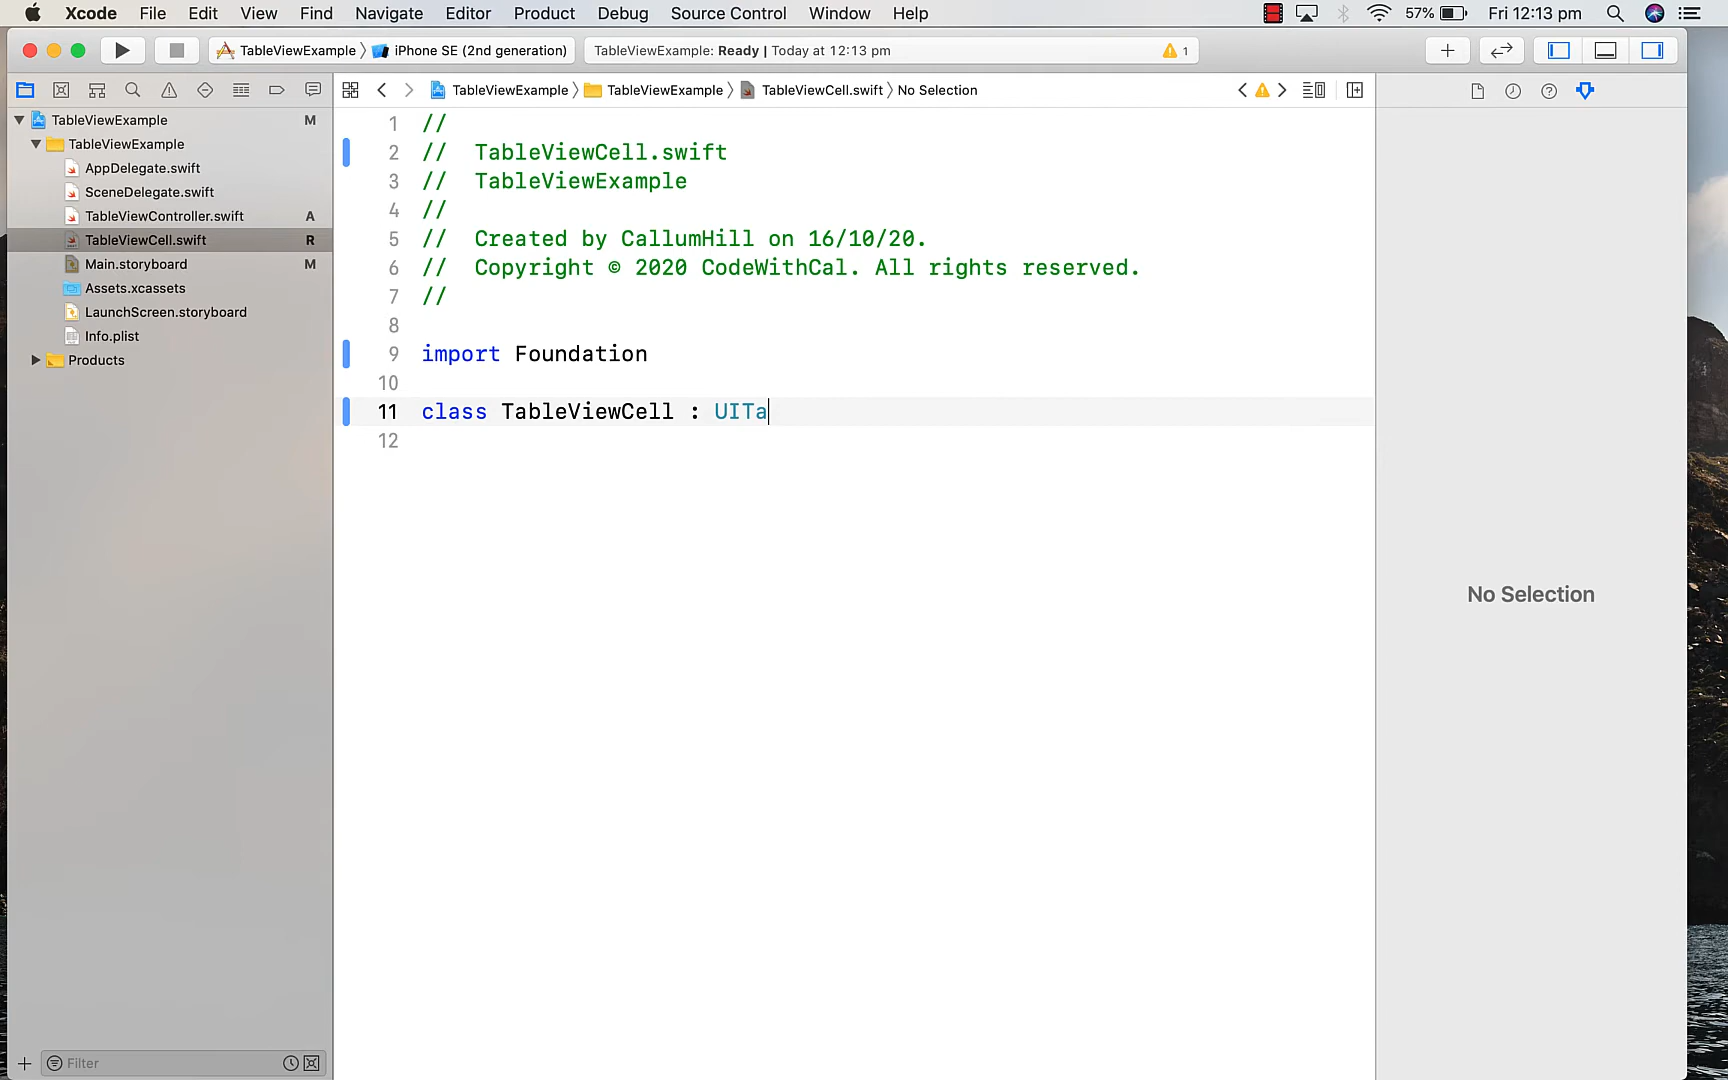 Xcode File Edit View Find Navigate Editor Product Debug Source Control Window Help 57% Fri 12:13 pm
TableViewExample iPhone SE (2nd generation) TableViewExample: Ready | Today at 12:13 pm 1
TableViewExample TableViewExample TableViewCell.swift No Selection
TableViewExample M
TableViewExample
AppDelegate.swift
SceneDelegate.swift
TableViewController.swift A
TableViewCell.swift R
Main.storyboard M
Assets.xcassets
LaunchScreen.storyboard
Info.plist
Products
1 //
2 // TableViewCell.swift
3 // TableViewExample
4 //
5 // Created by CallumHill on 16/10/20.
6 // Copyright © 2020 CodeWithCal. All rights reserved.
7 //
8
9 import Foundation
10
11 class TableViewCell : UITa
12
No Selection
Filter